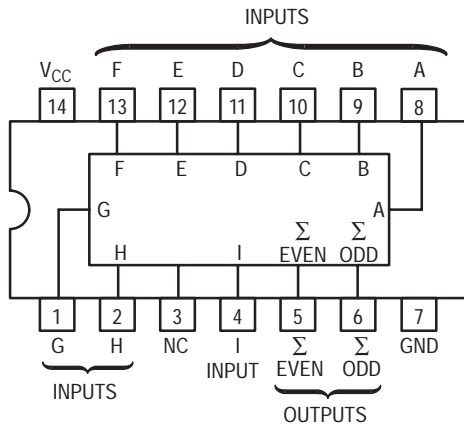 INPUTS
VCC F E D C B A
14 13 12 11 10 9 8
F E D C B
G A
H I Σ EVEN Σ ODD
1 2 3 4 5 6 7
G H NC I Σ Σ GND
INPUT EVEN ODD
INPUTS
OUTPUTS